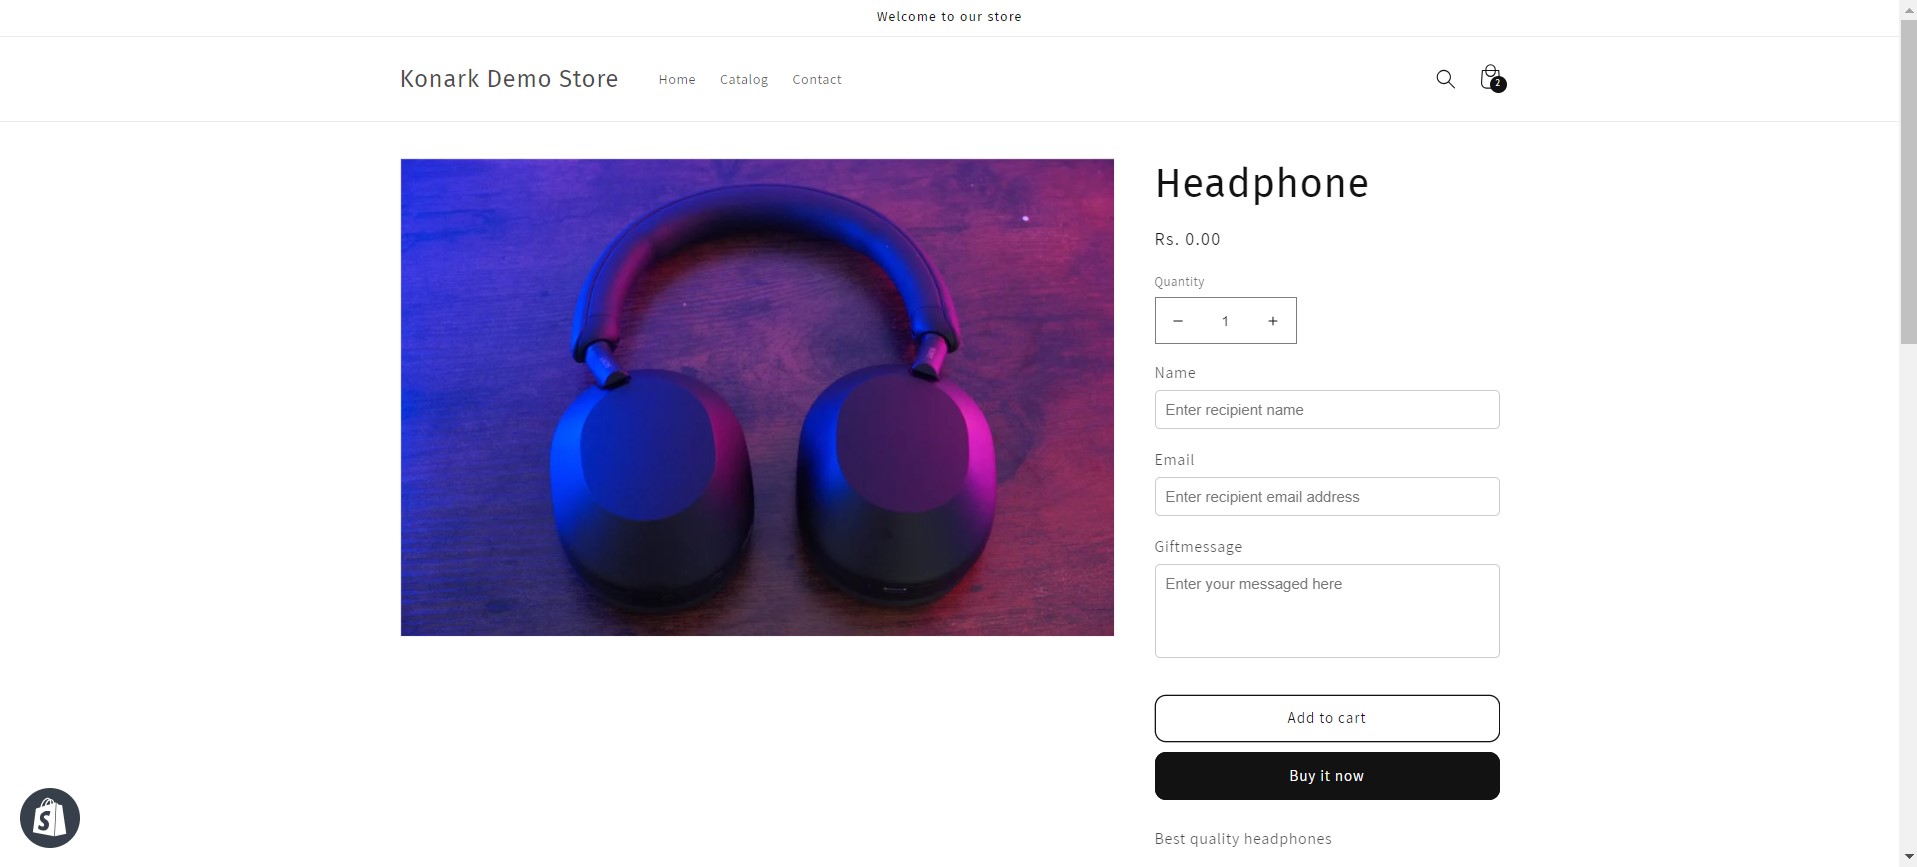 Welcome to our store
Konark Demo Store
Home
Catalog
Contact
2
Headphone
Rs. 0.00
Quantity
1
Name
Enter recipient name
Email
Enter recipient email address
Giftmessage
Enter your messaged here
Add to cart
Buy it now
Best quality headphones